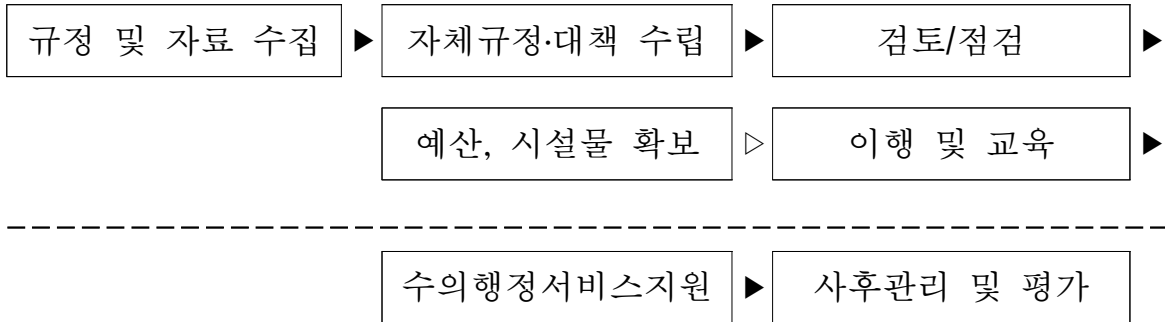 규정 및 자료 수집 ▶ 자체규정·대책 수립 ▶ 검토/점검 ▶
예산, 시설물 확보 ▷ 이행 및 교육 ▶
수의행정서비스지원 ▶ 사후관리 및 평가